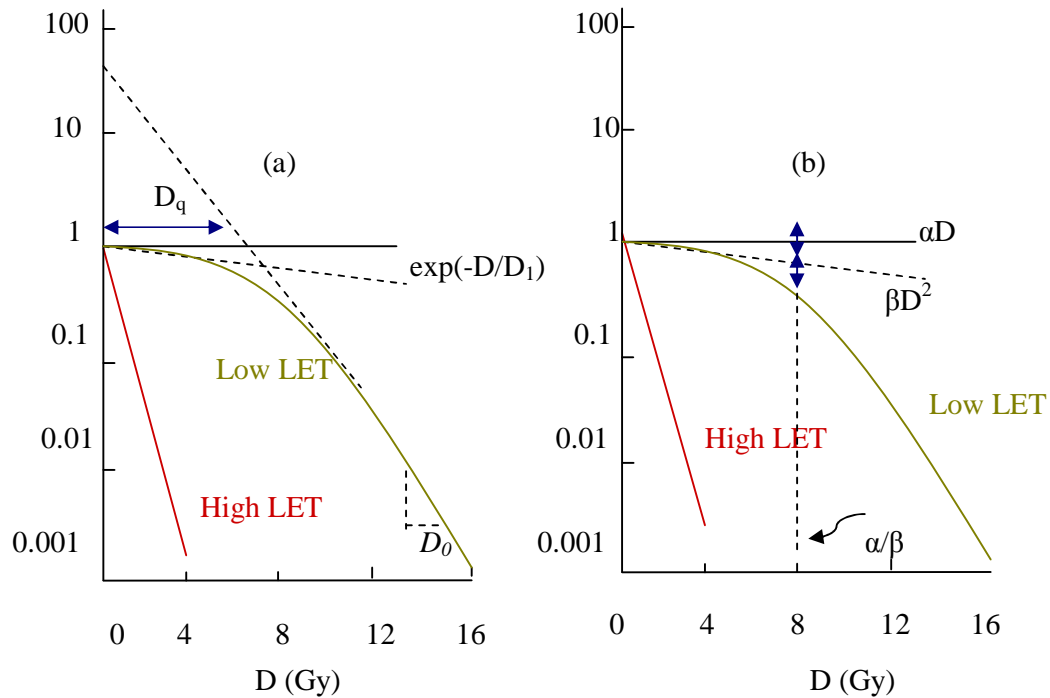 100
10
1
0.1
0.01
0.001
(a)
D_q
exp(-D/D₁)
Low LET
High LET
D₀
0 4 8 12 16
D (Gy)
100
10
1
0.1
0.01
0.001
(b)
αD
βD²
Low LET
High LET
α/β
0 4 8 12 16
D (Gy)